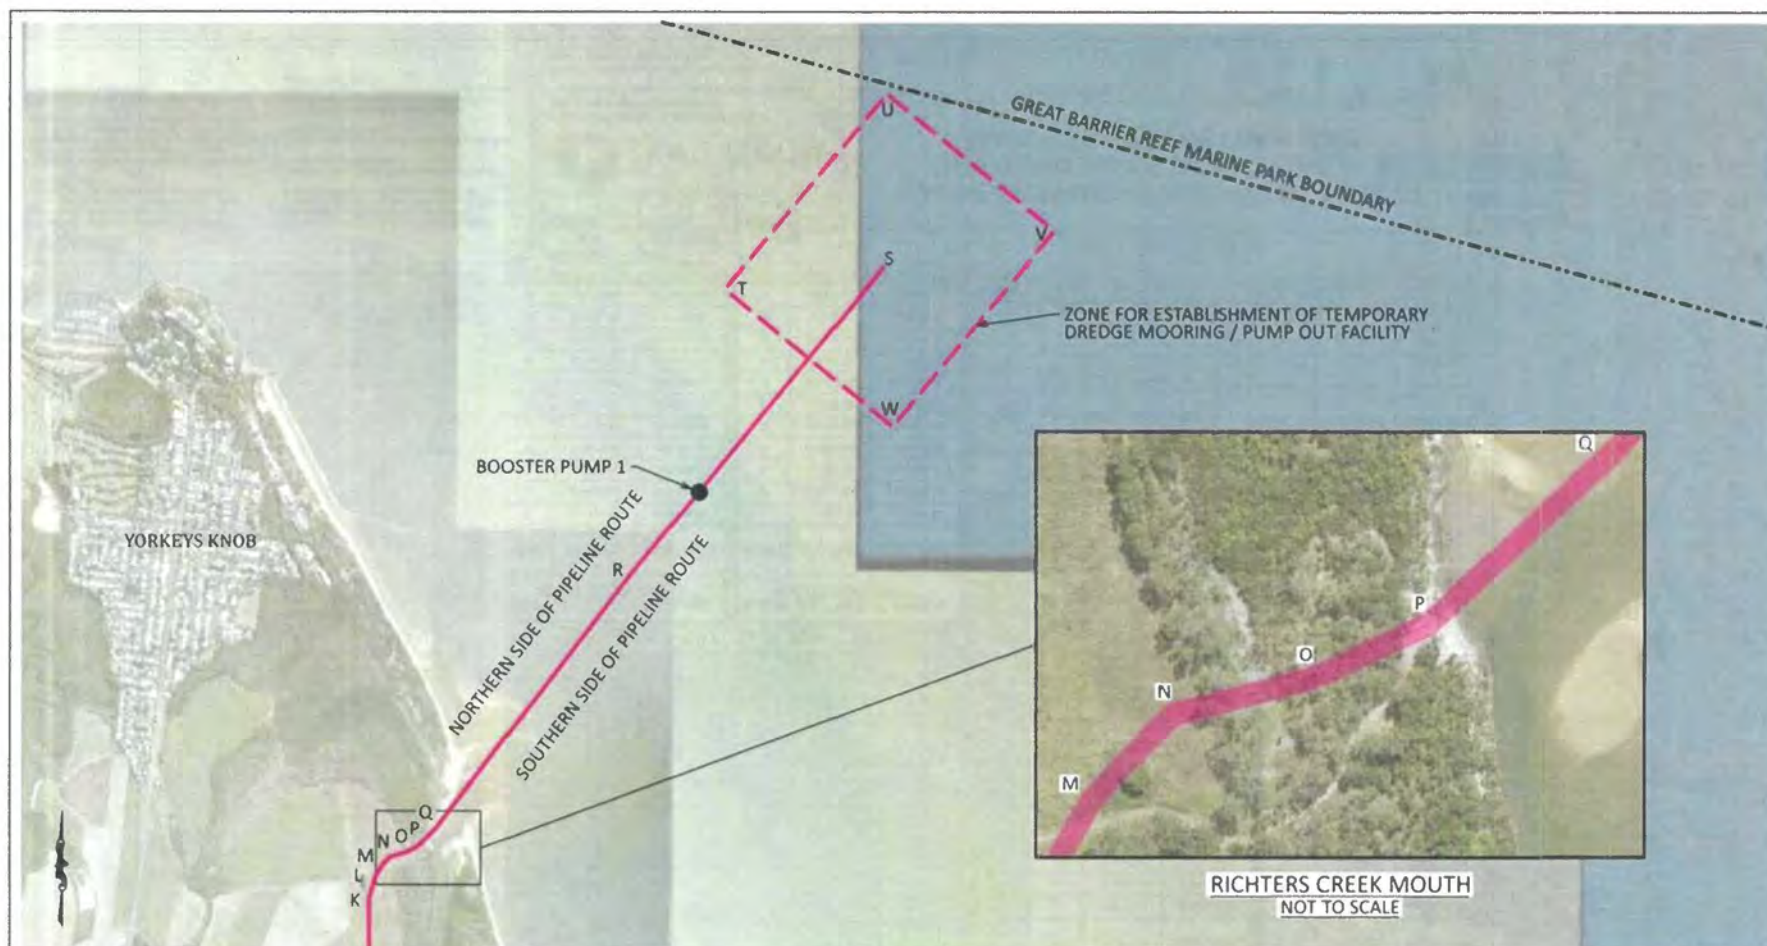 GREAT BARRIER REEF MARINE PARK BOUNDARY
U
V
S
T
ZONE FOR ESTABLISHMENT OF TEMPORARY
DREDGE MOORING / PUMP OUT FACILITY
W
BOOSTER PUMP 1
NORTHERN SIDE OF PIPELINE ROUTE
R
SOUTHERN SIDE OF PIPELINE ROUTE
YORKEYS KNOB
Q
P
O
N
M
L
K
Q
P
O
N
M
RICHTERS CREEK MOUTH
NOT TO SCALE